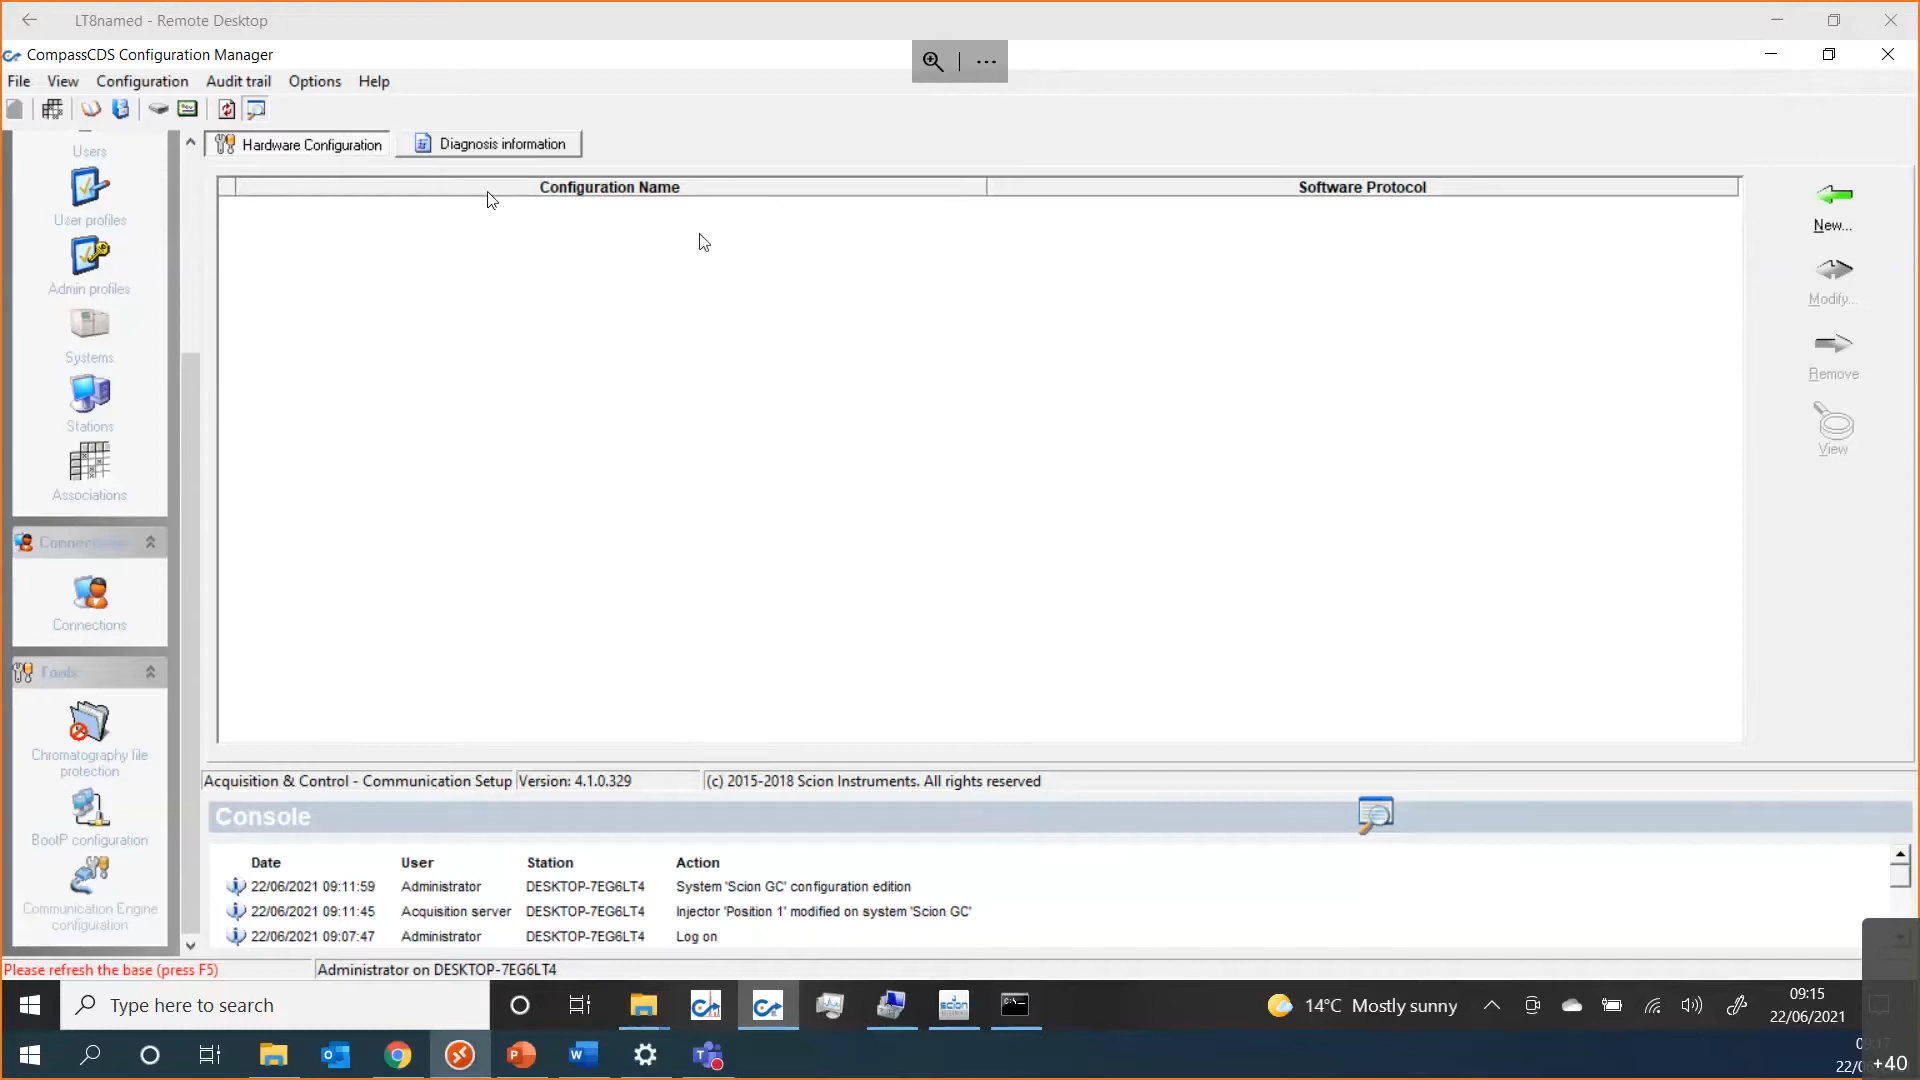 LT8named - Remote Desktop
CompassCDS Configuration Manager
File View Configuration Audit trail Options Help
Users
User profiles
Admin profiles
Systems
Stations
Associations
Connections
Connections
Tools
Chromatography file
protection
BootP configuration
Communication Engine
configuration
Hardware Configuration
Diagnosis information
Configuration Name Software Protocol
New...
Modify...
Remove
View
Acquisition & Control - Communication Setup Version: 4.1.0.329 (c) 2015-2018 Scion Instruments. All rights reserved
Console
Date User Station Action
22/06/2021 09:11:59 Administrator DESKTOP-7EG6LT4 System 'Scion GC' configuration edition
22/06/2021 09:11:45 Acquisition server DESKTOP-7EG6LT4 Injector 'Position 1' modified on system 'Scion GC'
22/06/2021 09:07:47 Administrator DESKTOP-7EG6LT4 Log on
Please refresh the base (press F5) Administrator on DESKTOP-7EG6LT4
Type here to search
scion
14°C Mostly sunny
09:15
22/06/2021
+40